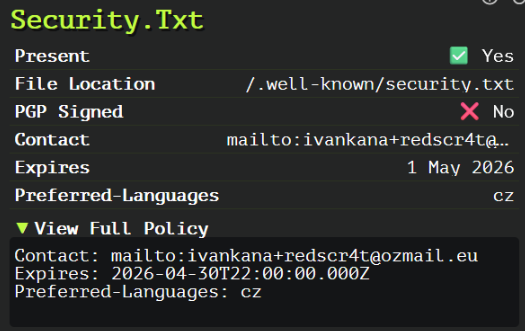 Security.Txt
Present ✅ Yes
File Location /.well-known/security.txt
PGP Signed ❌ No
Contact mailto:ivankana+redscr4t@…
Expires 1 May 2026
Preferred-Languages cz
▼ View Full Policy
Contact: mailto:ivankana+redscr4t@ozmail.eu
Expires: 2026-04-30T22:00:00.000Z
Preferred-Languages: cz